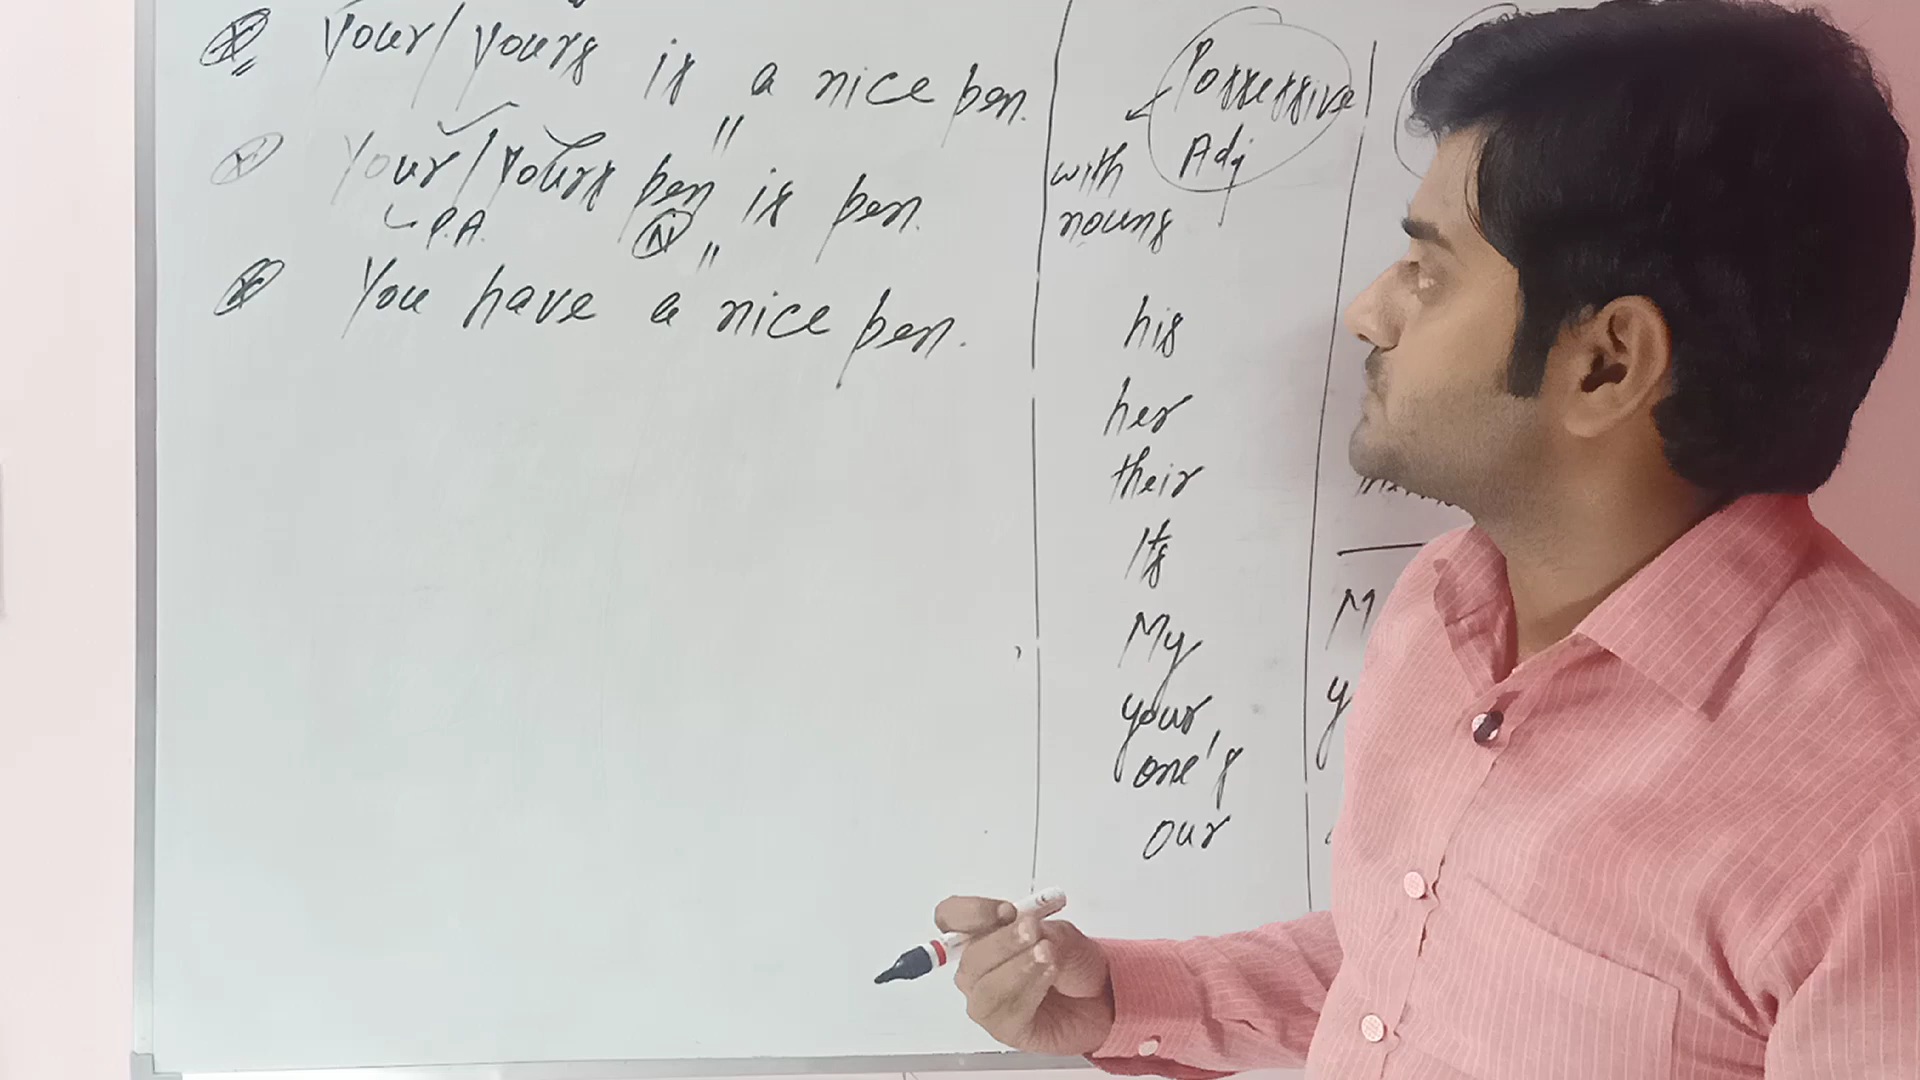 Your/yours is a nice pen.
Your/yours pen is pen.
P.A. N
You have a nice pen.
Possessive
Adj
with
nouns
his
her
their
Its
My
your
one's
our